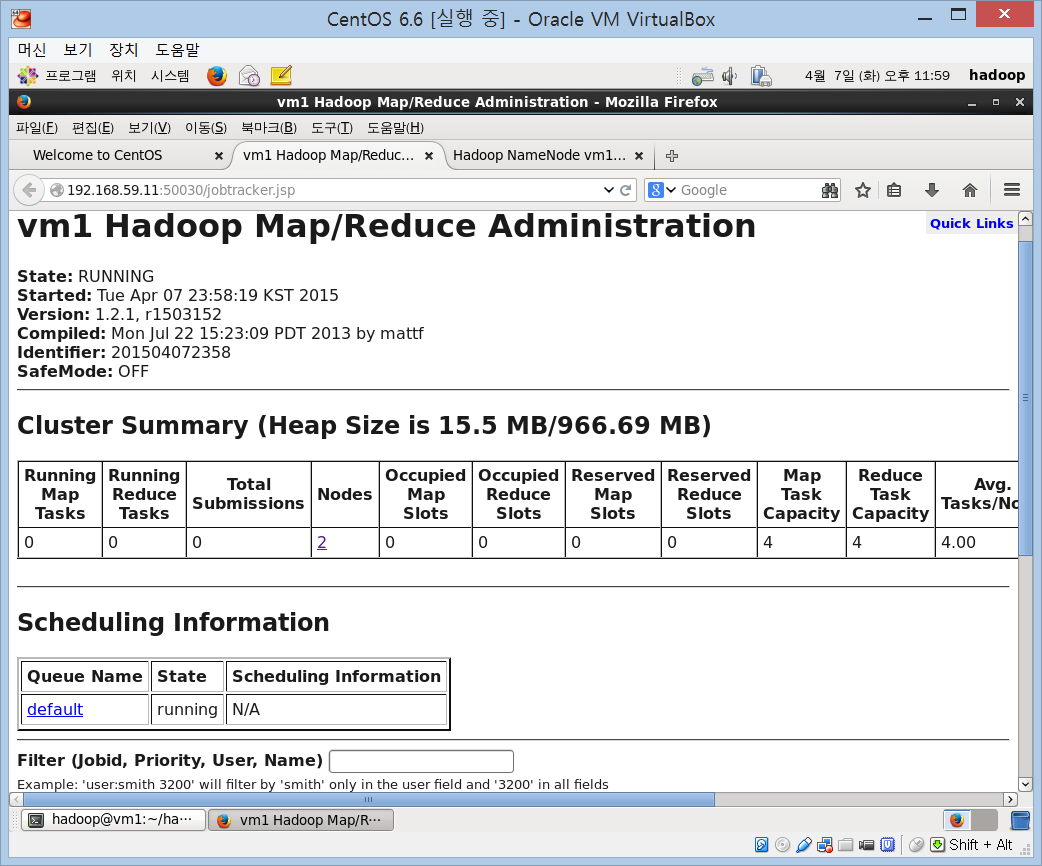 CentOS 6.6 [실행 중] - Oracle VM VirtualBox
머신 보기 장치 도움말
프로그램 위치 시스템 4월 7일 (화) 오후 11:59 hadoop
vm1 Hadoop Map/Reduce Administration - Mozilla Firefox
파일(F) 편집(E) 보기(V) 이동(S) 북마크(B) 도구(T) 도움말(H)
Welcome to CentOS vm1 Hadoop Map/Reduc... Hadoop NameNode vm1...
192.168.59.11:50030/jobtracker.jsp Google
vm1 Hadoop Map/Reduce Administration
Quick Links
State: RUNNING
Started: Tue Apr 07 23:58:19 KST 2015
Version: 1.2.1, r1503152
Compiled: Mon Jul 22 15:23:09 PDT 2013 by mattf
Identifier: 201504072358
SafeMode: OFF
Cluster Summary (Heap Size is 15.5 MB/966.69 MB)
Running Map Tasks Running Reduce Tasks Total Submissions Nodes Occupied Map Slots Occupied Reduce Slots Reserved Map Slots Reserved Reduce Slots Map Task Capacity Reduce Task Capacity Avg. Tasks/No
0 0 0 2 0 0 0 0 4 4 4.00
Scheduling Information
Queue Name State Scheduling Information
default running N/A
Filter (Jobid, Priority, User, Name)
Example: 'user:smith 3200' will filter by 'smith' only in the user field and '3200' in all fields
hadoop@vm1:~/ha... vm1 Hadoop Map/R...
Shift + Alt